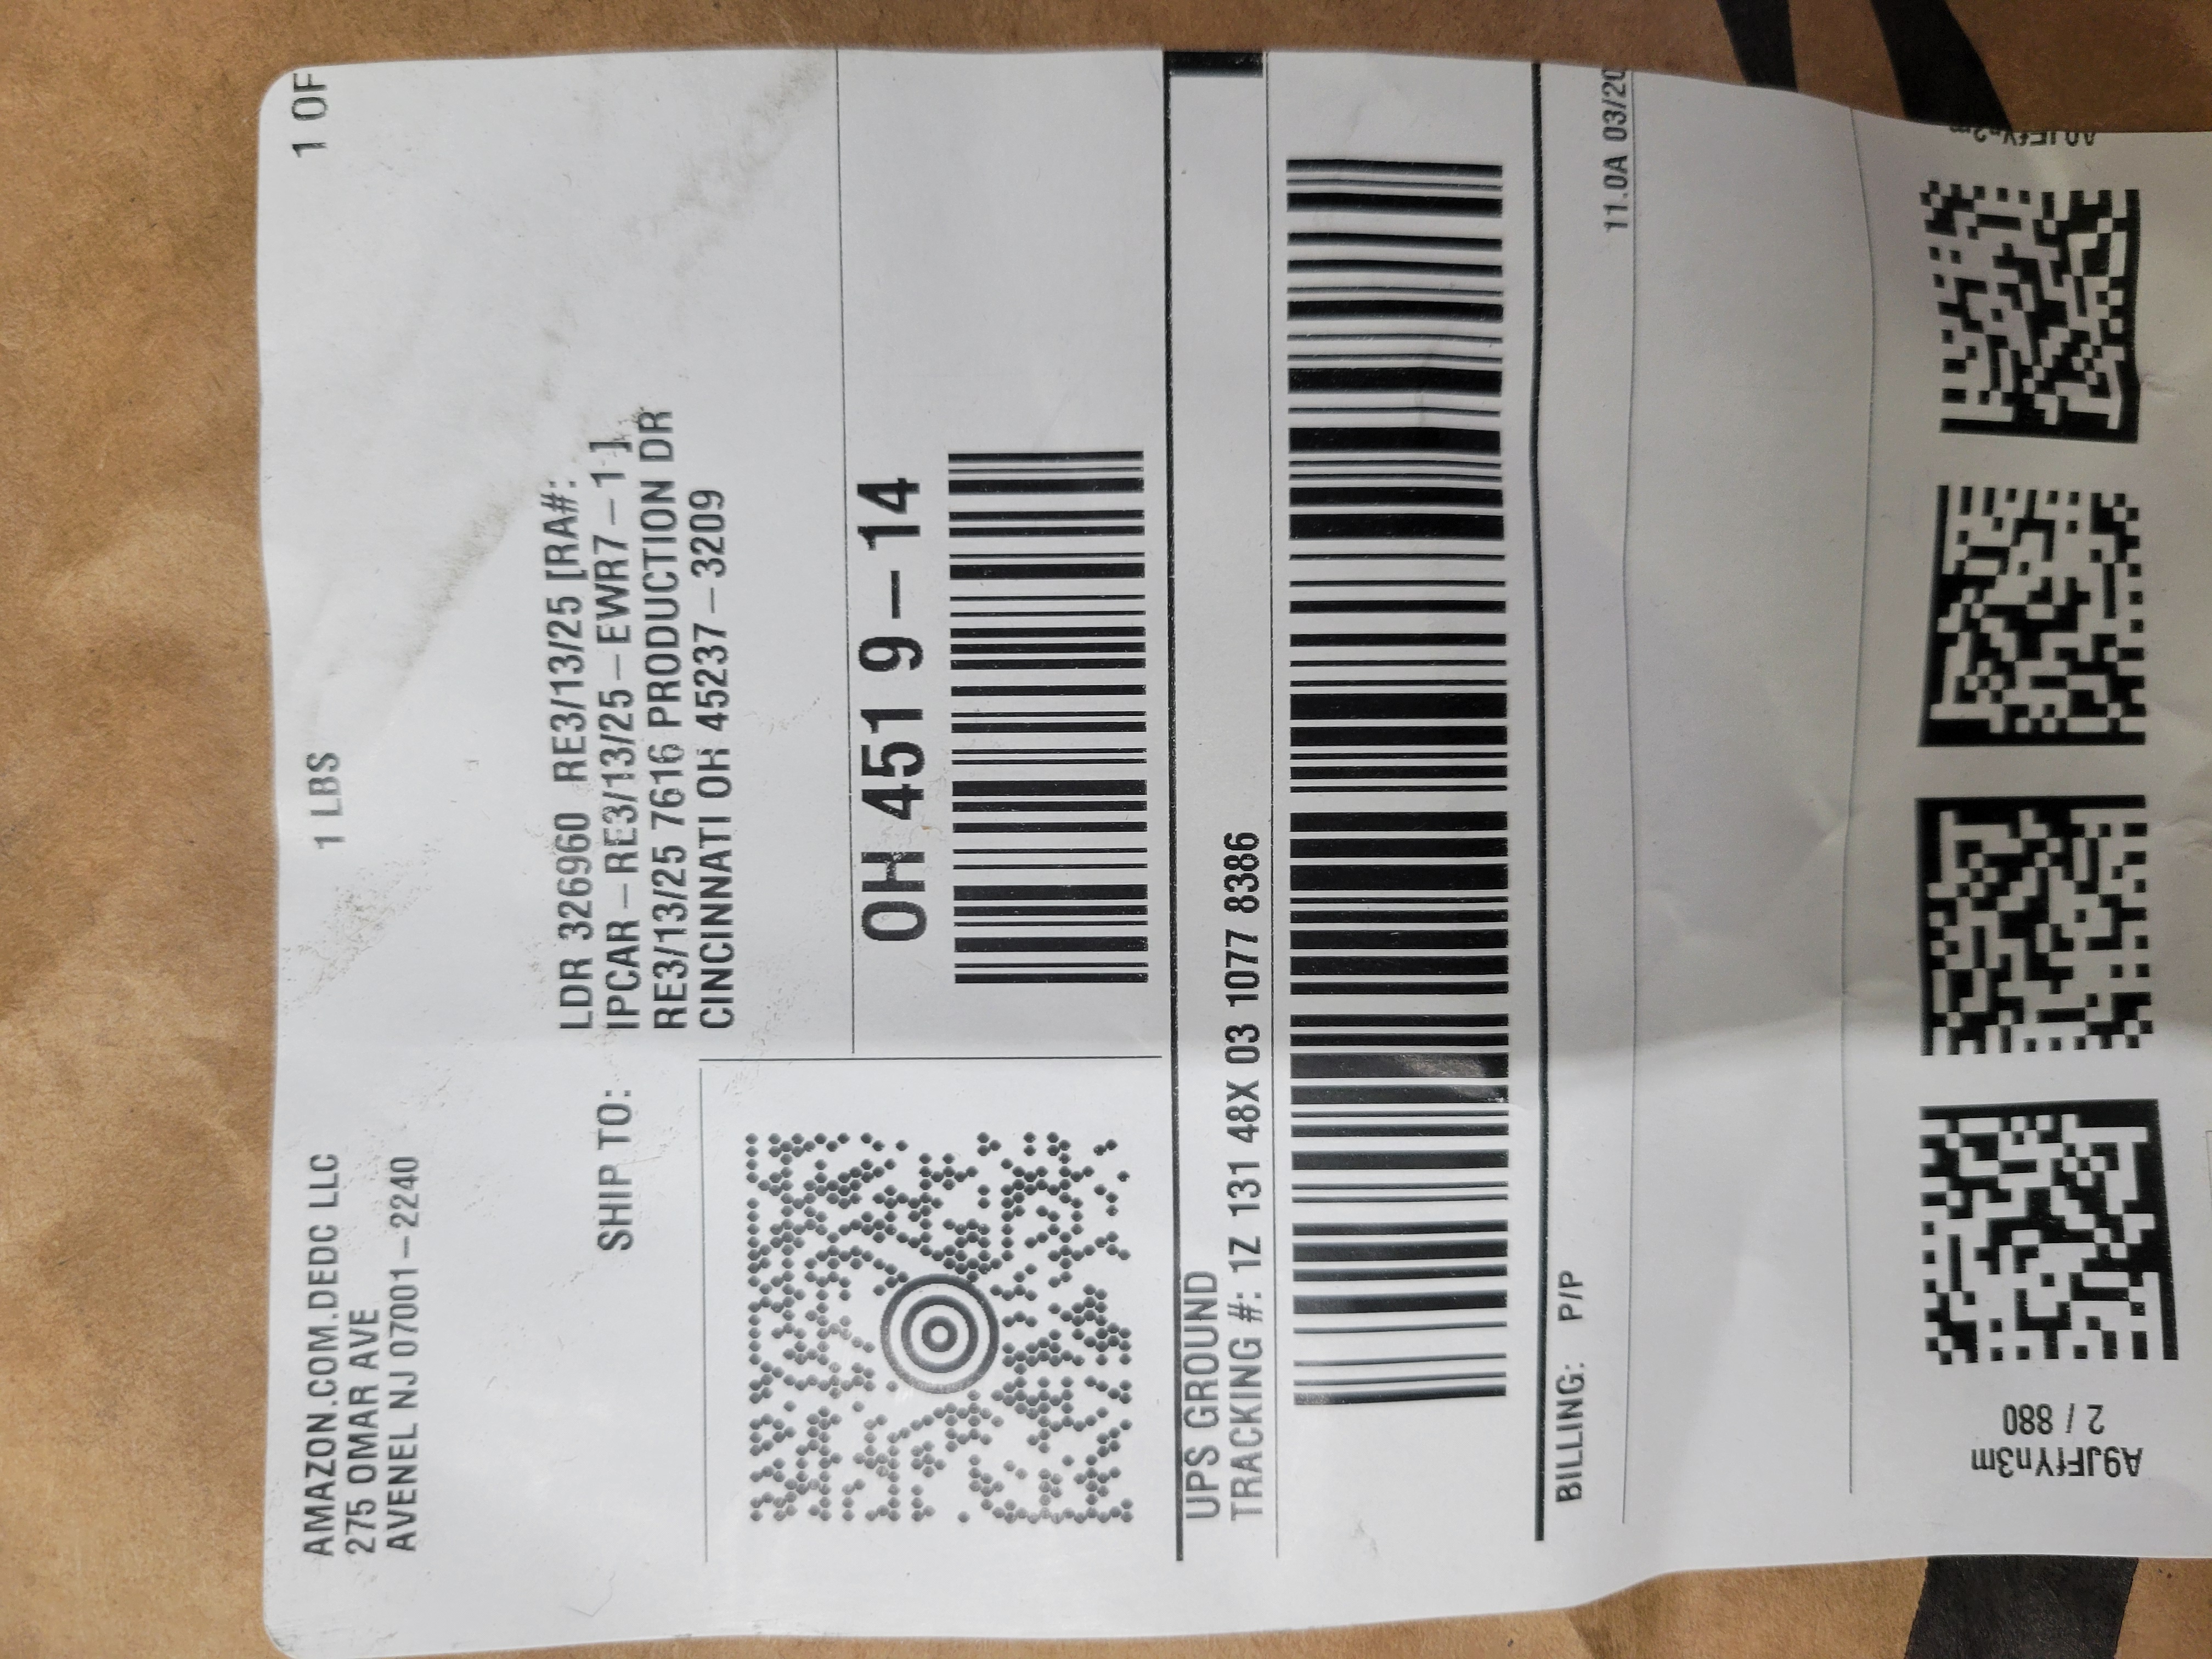 AMAZON.COM.DEDC LLC
275 OMAR AVE
AVENEL NJ 07001-2240
1 LBS
1 OF
SHIP TO:
LDR 326960 RE3/13/25 [RA#:
IPCAR-RE3/13/25-EWR7-1 ]
RE3/13/25 7616 PRODUCTION DR
CINCINNATI OH 45237-3209
OH 451 9-14
UPS GROUND
TRACKING #: 1Z 131 48X 03 1077 8386
BILLING: P/P
11.0A 03/20
A9JFfYn3m
2 / 880
A9JFfYn3m